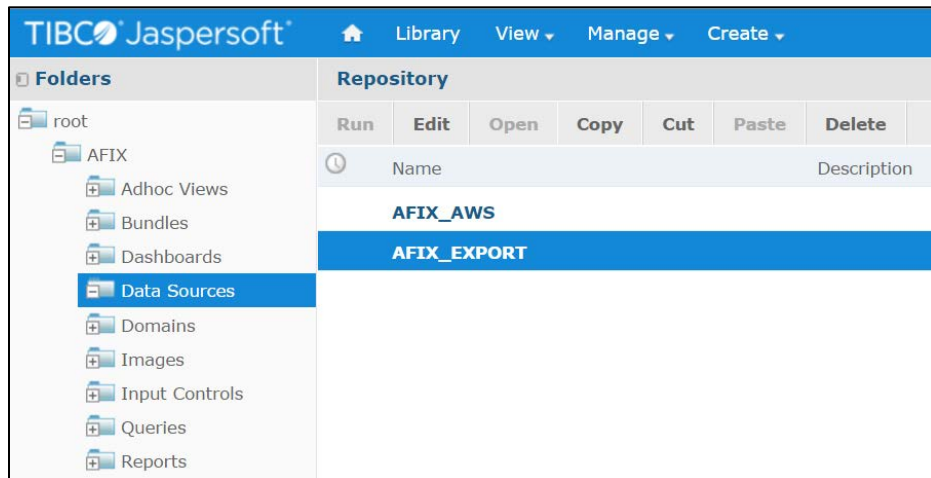 TIBCO Jaspersoft Library View Manage Create
Folders
root
AFIX
Adhoc Views
Bundles
Dashboards
Data Sources
Domains
Images
Input Controls
Queries
Reports
Repository
Run Edit Open Copy Cut Paste Delete
Name Description
AFIX_AWS
AFIX_EXPORT